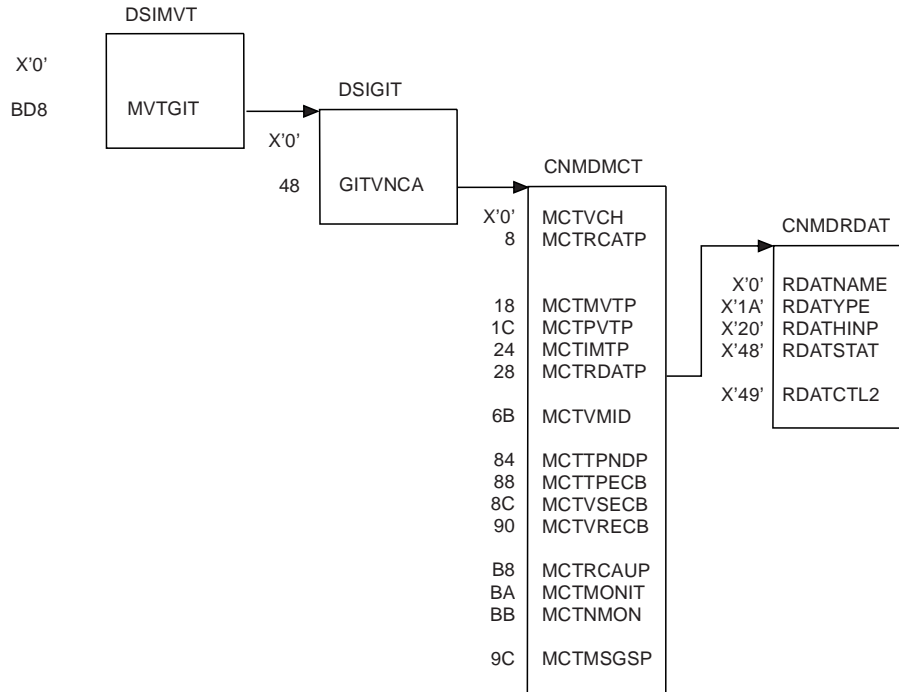 DSIMVT
X'0'
BD8 MVTGIT
DSIGIT
X'0'
48 GITVNCA
CNMDMCT
X'0' MCTVCH
8 MCTRCATP
18 MCTMVTP
1C MCTPVTP
24 MCTIMTP
28 MCTRDATP
6B MCTVMID
84 MCTTPNDP
88 MCTTPECB
8C MCTVSECB
90 MCTVRECB
B8 MCTRCAUP
BA MCTMONIT
BB MCTNMON
9C MCTMSGSP
CNMDRDAT
X'0' RDATNAME
X'1A' RDATYPE
X'20' RDATHINP
X'48' RDATSTAT
X'49' RDATCTL2